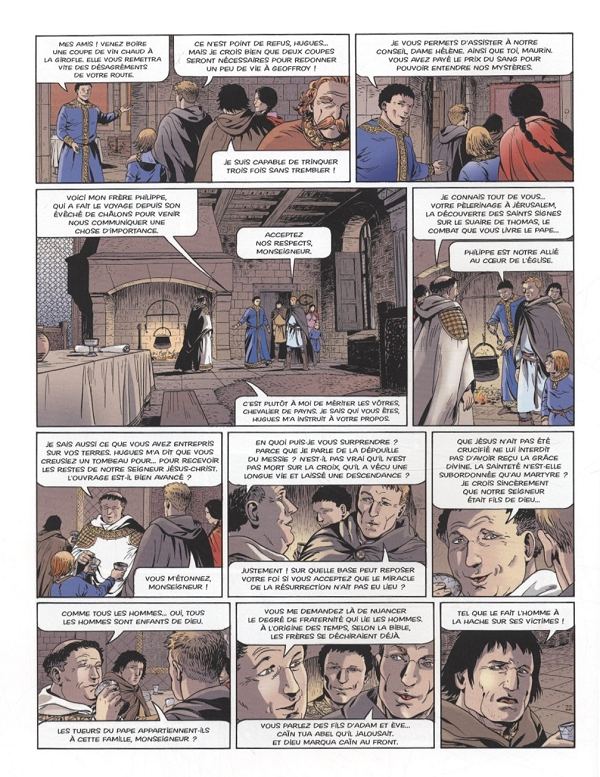 MES AMIS ! VENEZ BOIRE
UNE COUPE DE VIN CHAUD À
LA GIROFLE. ELLE VOUS REMETTRA
VITE DES DÉSAGRÉMENTS
DE VOTRE ROUTE.
CE N'EST POINT DE REFUS, HUGUES...
MAIS JE CROIS BIEN QUE DEUX COUPES
SERONT NÉCESSAIRES POUR REDONNER
UN PEU DE VIE À GEOFFROY !
JE SUIS CAPABLE DE TRINQUER
TROIS FOIS SANS TREMBLER !
JE VOUS PERMETS D'ASSISTER À NOTRE
CONSEIL, DAME HÉLÈNE. AINSI QUE TOI, MAURIN.
VOUS AVEZ PAYÉ LE PRIX DU SANG POUR
POUVOIR ENTENDRE NOS MYSTÈRES.
VOICI MON FRÈRE PHILIPPE,
QUI A FAIT LE VOYAGE DEPUIS SON
ÉVÊCHÉ DE CHÂLONS POUR VENIR
NOUS COMMUNIQUER UNE
CHOSE D'IMPORTANCE.
ACCEPTEZ
NOS RESPECTS,
MONSEIGNEUR.
C'EST PLUTÔT À MOI DE MÉRITER LES VÔTRES,
CHEVALIER DE PAYNS. JE SAIS QUI VOUS ÊTES,
HUGUES M'A INSTRUIT À VOTRE PROPOS.
JE CONNAIS TOUT DE VOUS...
VOTRE PÈLERINAGE À JÉRUSALEM,
LA DÉCOUVERTE DES SAINTS SIGNES
SUR LE SUAIRE DE THOMAS, LE
COMBAT QUE VOUS LIVRE LE PAPE...
PHILIPPE EST NOTRE ALLIÉ
AU CŒUR DE L'ÉGLISE.
JE SAIS AUSSI CE QUE VOUS AVEZ ENTREPRIS
SUR VOS TERRES. HUGUES M'A DIT QUE VOUS
CREUSIEZ UN TOMBEAU POUR... POUR RECEVOIR
LES RESTES DE NOTRE SEIGNEUR JÉSUS-CHRIST.
L'OUVRAGE EST-IL BIEN AVANCÉ ?
VOUS M'ÉTONNEZ,
MONSEIGNEUR !
EN QUOI PUIS-JE VOUS SURPRENDRE ?
PARCE QUE JE PARLE DE LA DÉPOUILLE
DU MESSIE ? N'EST-IL PAS VRAI QU'IL N'EST
PAS MORT SUR LA CROIX, QU'IL A VÉCU UNE
LONGUE VIE ET LAISSÉ UNE DESCENDANCE ?
JUSTEMENT ! SUR QUELLE BASE PEUT REPOSER
VOTRE FOI SI VOUS ACCEPTEZ QUE LE MIRACLE
DE LA RÉSURRECTION N'AIT PAS EU LIEU ?
QUE JÉSUS N'AIT PAS ÉTÉ
CRUCIFIÉ NE LUI INTERDIT
PAS D'AVOIR REÇU LA GRÂCE
DIVINE. LA SAINTETÉ N'EST-ELLE
SUBORDONNÉE QU'AU MARTYRE ?
JE CROIS SINCÈREMENT
QUE NOTRE SEIGNEUR
ÉTAIT FILS DE DIEU...
COMME TOUS LES HOMMES... OUI, TOUS
LES HOMMES SONT ENFANTS DE DIEU.
LES TUEURS DU PAPE APPARTIENNENT-ILS
À CETTE FAMILLE, MONSEIGNEUR ?
VOUS ME DEMANDEZ LÀ DE NUANCER
LE DEGRÉ DE FRATERNITÉ QUI LIE LES HOMMES.
À L'ORIGINE DES TEMPS, SELON LA BIBLE,
LES FRÈRES SE DÉCHIRAIENT DÉJÀ.
VOUS PARLEZ DES FILS D'ADAM ET ÈVE...
CAÏN TUA ABEL QU'IL JALOUSAIT.
ET DIEU MARQUA CAÏN AU FRONT.
TEL QUE LE FAIT L'HOMME À
LA HACHE SUR SES VICTIMES !
22